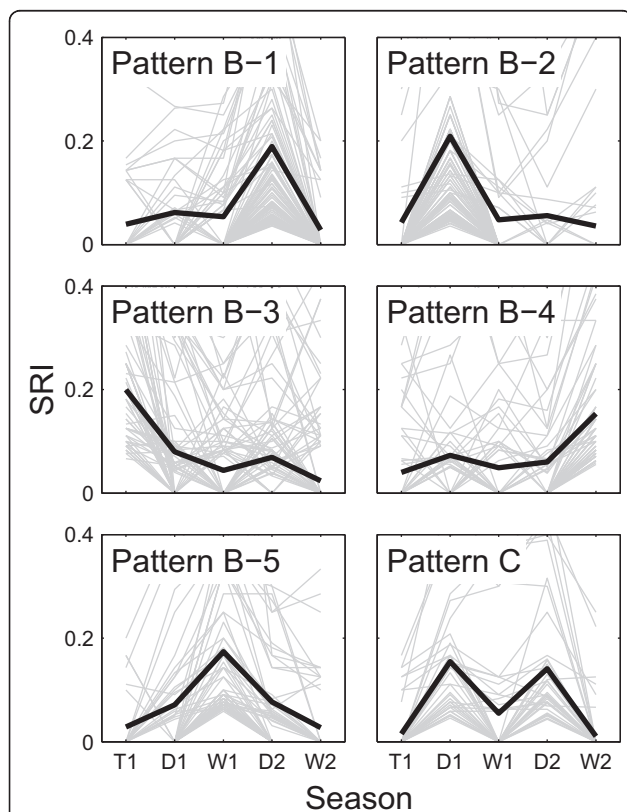 0.4
Pattern B−1
Pattern B−2
0.2
0
0.4
Pattern B−3
Pattern B−4
SRI
0.2
0
0.4
Pattern B−5
Pattern C
0.2
0
T1 D1 W1 D2 W2
T1 D1 W1 D2 W2
Season